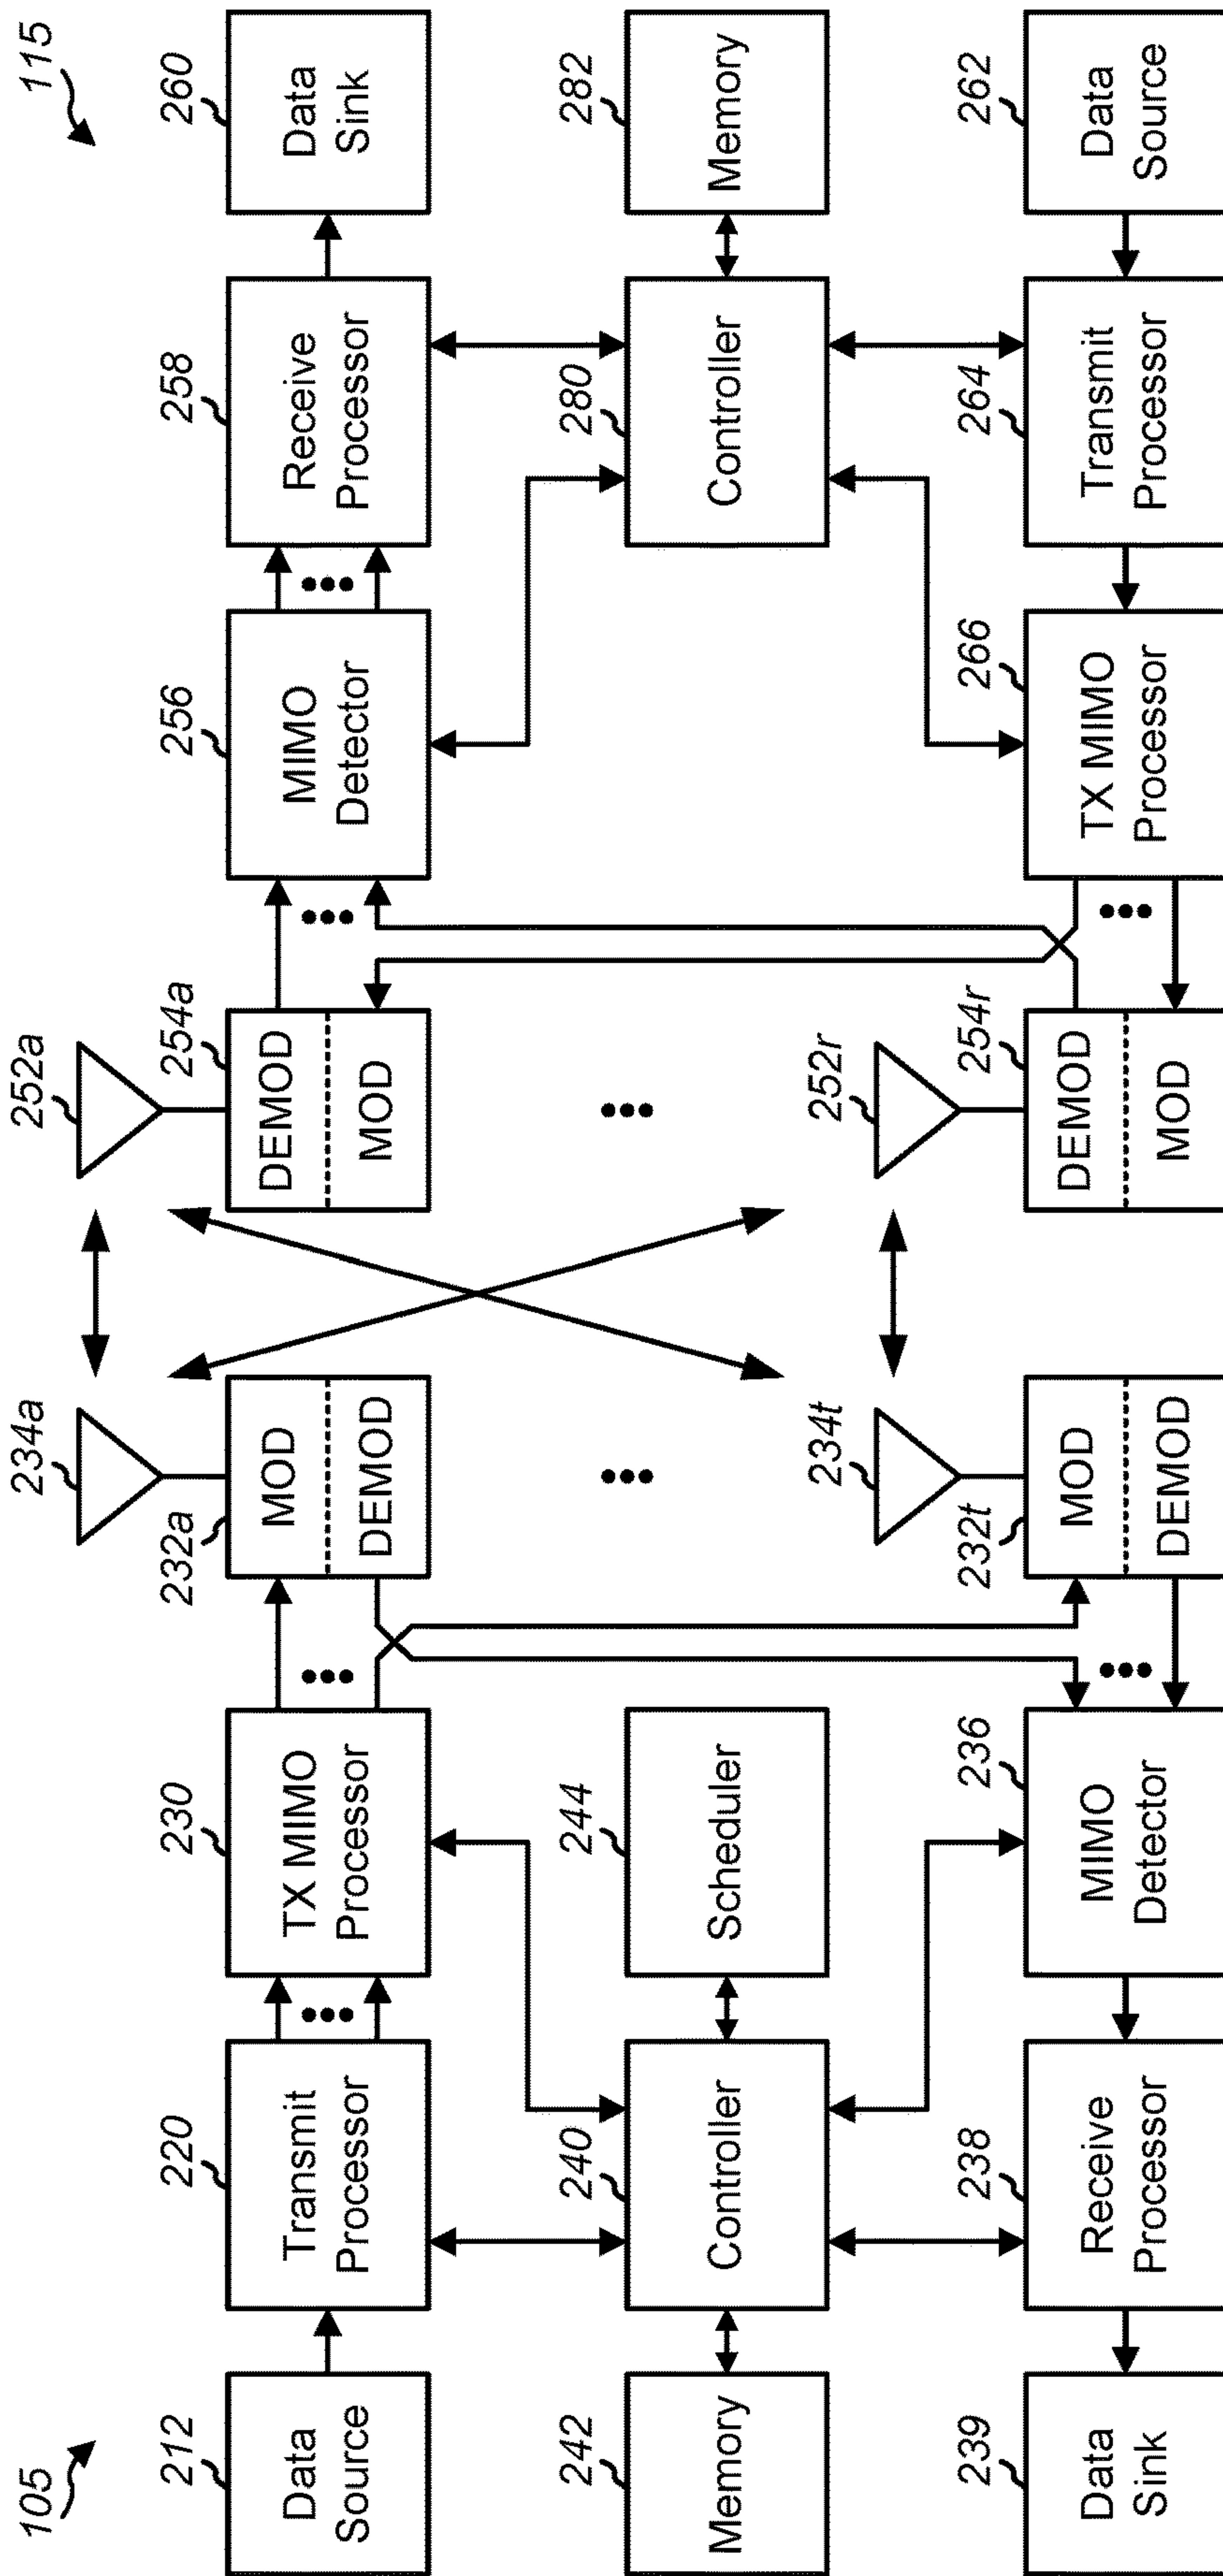 105
115
212
Data
Source
220
Transmit
Processor
230
TX MIMO
Processor
232a
MOD
DEMOD
234a
252a
254a
DEMOD
MOD
256
MIMO
Detector
258
Receive
Processor
260
Data
Sink
242
Memory
240
Controller
244
Scheduler
280
Controller
282
Memory
239
Data
Sink
238
Receive
Processor
236
MIMO
Detector
232t
MOD
DEMOD
234t
252r
254r
DEMOD
MOD
266
TX MIMO
Processor
264
Transmit
Processor
262
Data
Source